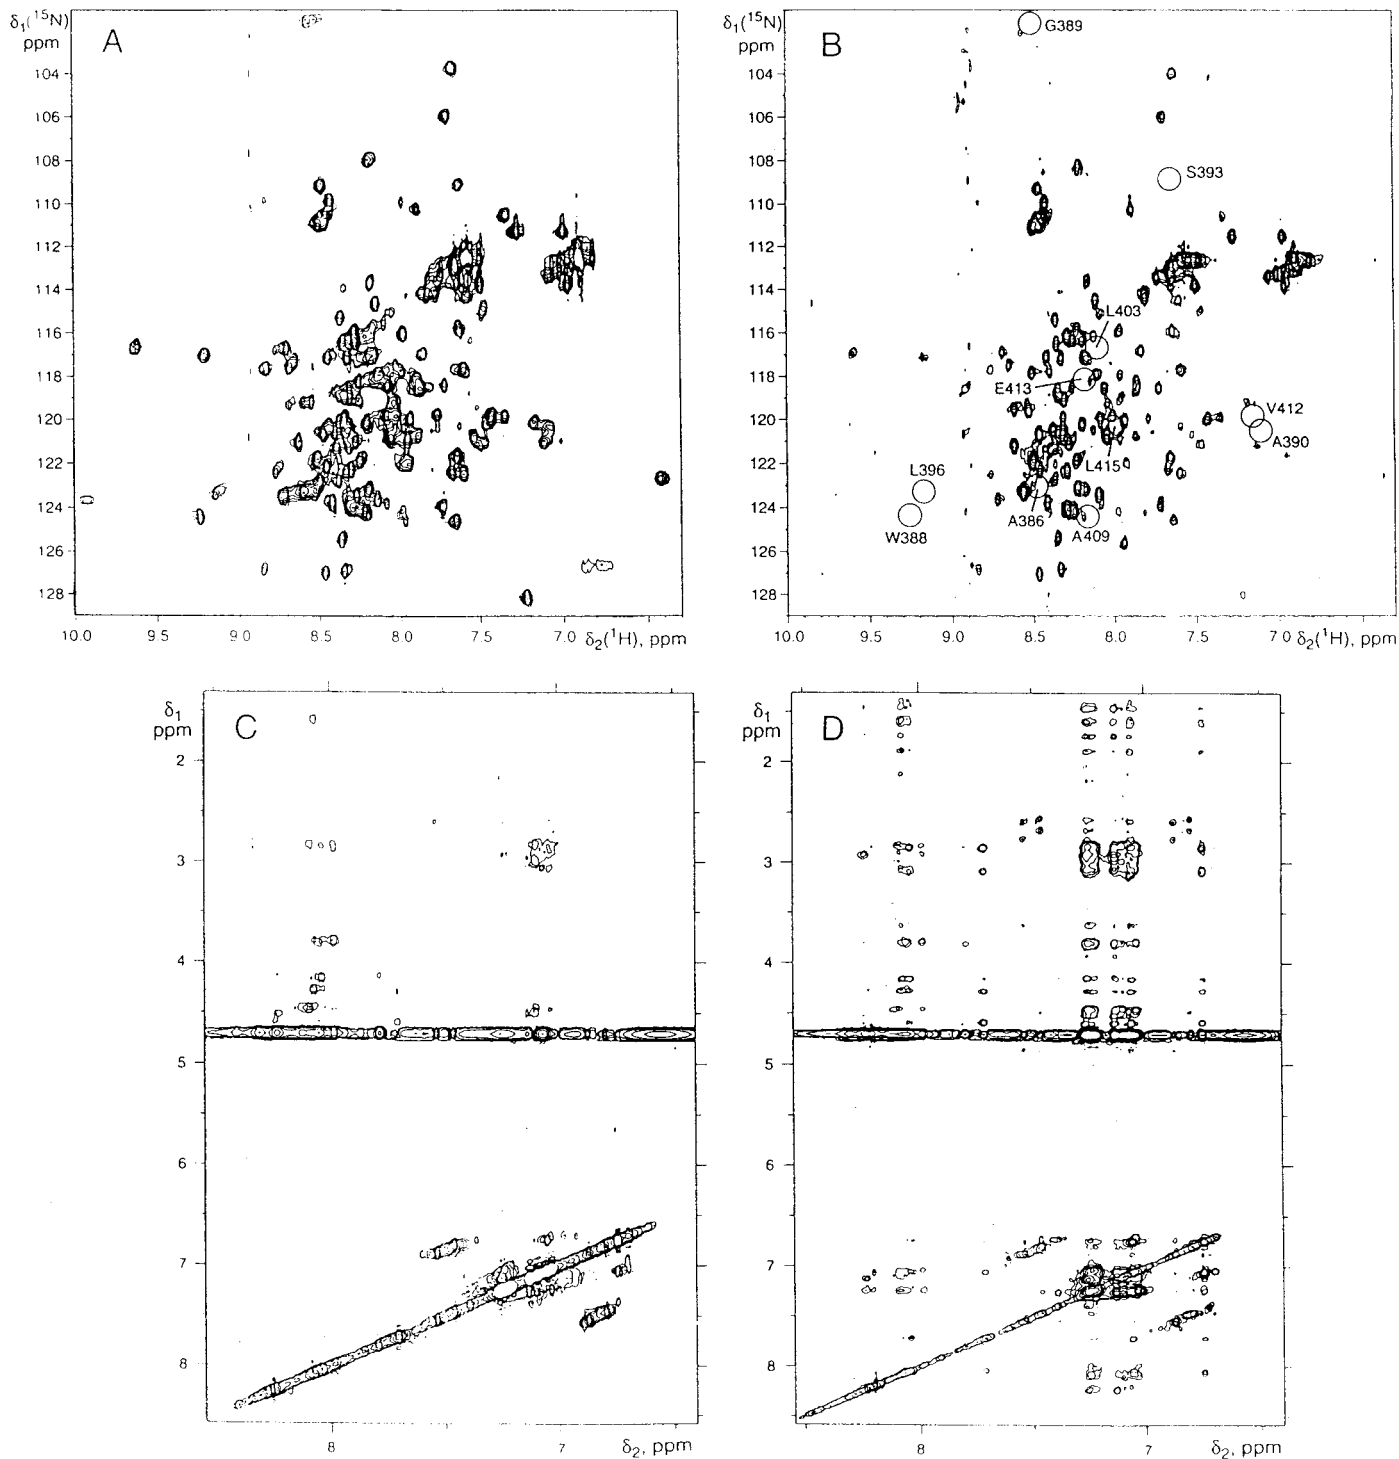 δ₁(¹⁵N)
ppm
A
104
106
108
110
112
114
116
118
120
122
124
126
128
10.0
9.5
9.0
8.5
8.0
7.5
7.0
δ₂(¹H), ppm
δ₁(¹⁵N)
ppm
B
G389
104
106
108
S393
110
112
114
L403
116
118
E413
120
V412
A390
122
L415
L396
124
A386
A409
W388
126
128
10.0
9.5
9.0
8.5
8.0
7.5
7 0
δ₂(¹H), ppm
δ₁
ppm
C
2
3
4
5
6
7
8
8
7
δ₂, ppm
δ₁
ppm
D
2
3
4
5
6
7
8
8
7
δ₂, ppm